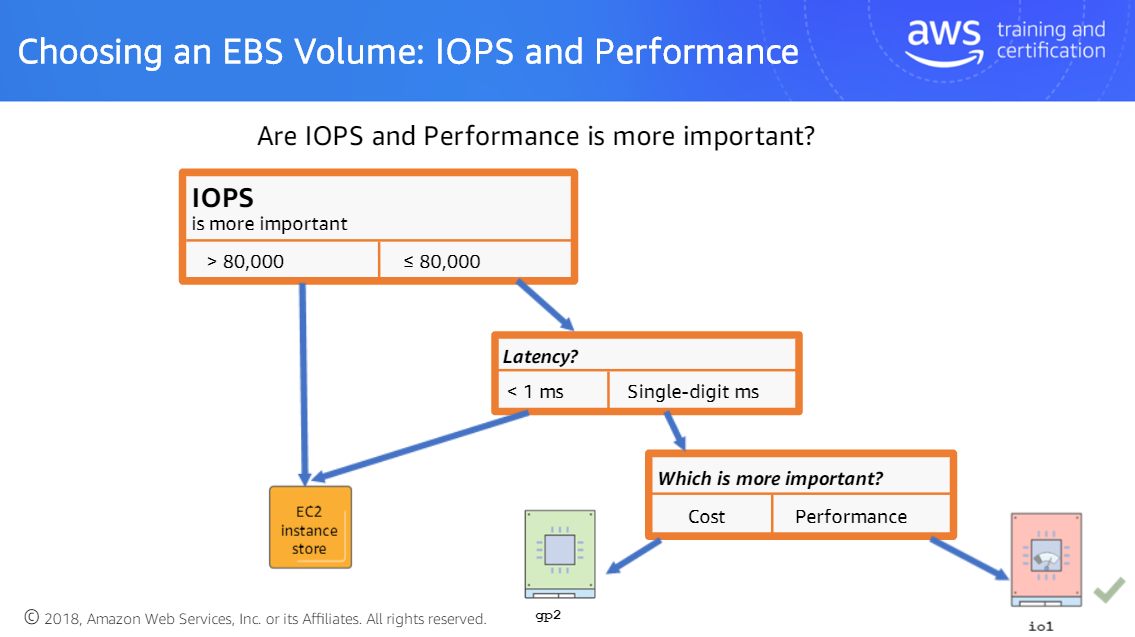 Choosing an EBS Volume: IOPS and Performance
aws training and
certification
Are IOPS and Performance is more important?
IOPS
is more important
> 80,000
≤ 80,000
Latency?
< 1 ms
Single-digit ms
Which is more important?
Cost
Performance
EC2
instance
store
gp2
io1
© 2018, Amazon Web Services, Inc. or its Affiliates. All rights reserved.